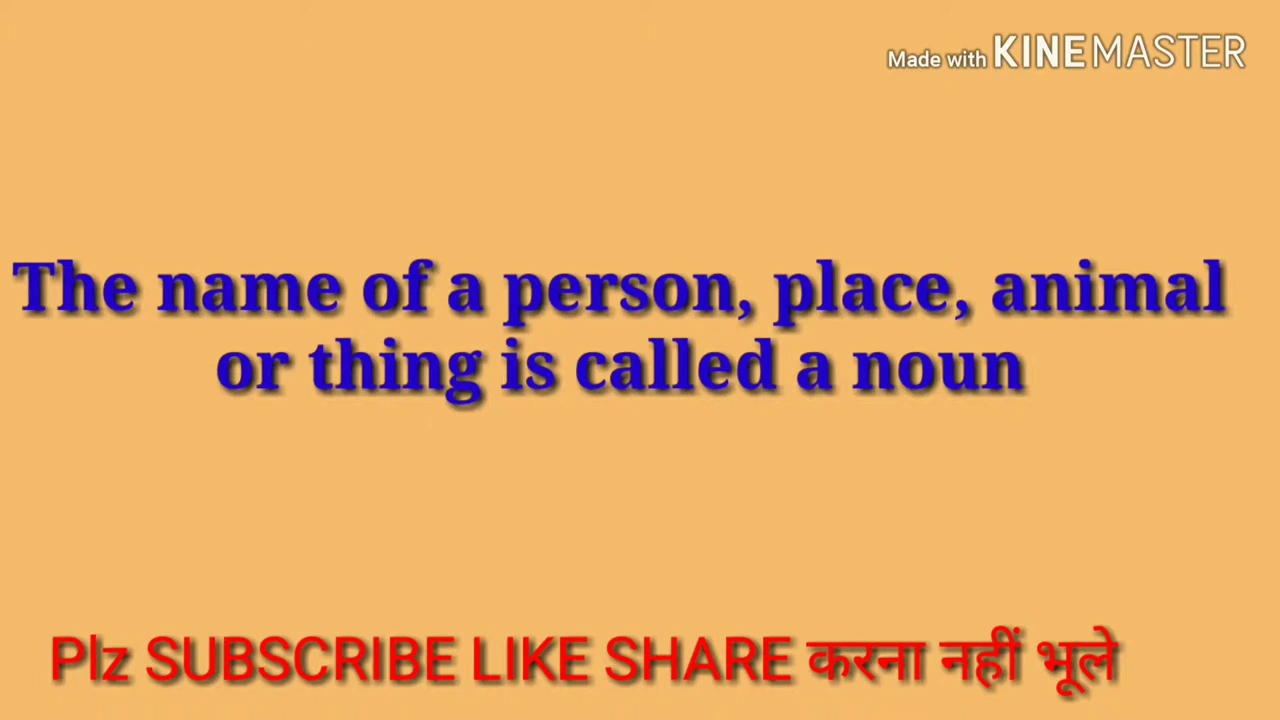 Made with KINEMASTER
The name of a person, place, animal
or thing is called a noun
Plz SUBSCRIBE LIKE SHARE करना नहीं भूले